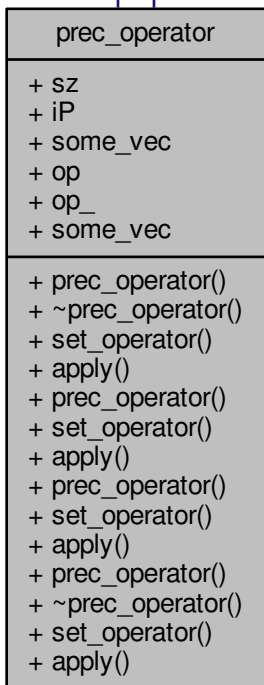 prec_operator
+ sz
+ iP
+ some_vec
+ op
+ op_
+ some_vec
+ prec_operator()
+ ~prec_operator()
+ set_operator()
+ apply()
+ prec_operator()
+ set_operator()
+ apply()
+ prec_operator()
+ set_operator()
+ apply()
+ prec_operator()
+ ~prec_operator()
+ set_operator()
+ apply()